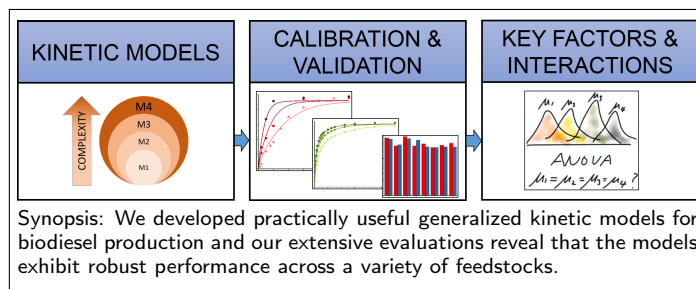 KINETIC MODELS
COMPLEXITY
M4
M3
M2
M1
CALIBRATION &
VALIDATION
KEY FACTORS &
INTERACTIONS
μ₁ μ₂ μ₃ μ₄
ANOVA
μ₁=μ₂=μ₃=μ₄?
Synopsis: We developed practically useful generalized kinetic models for
biodiesel production and our extensive evaluations reveal that the models
exhibit robust performance across a variety of feedstocks.